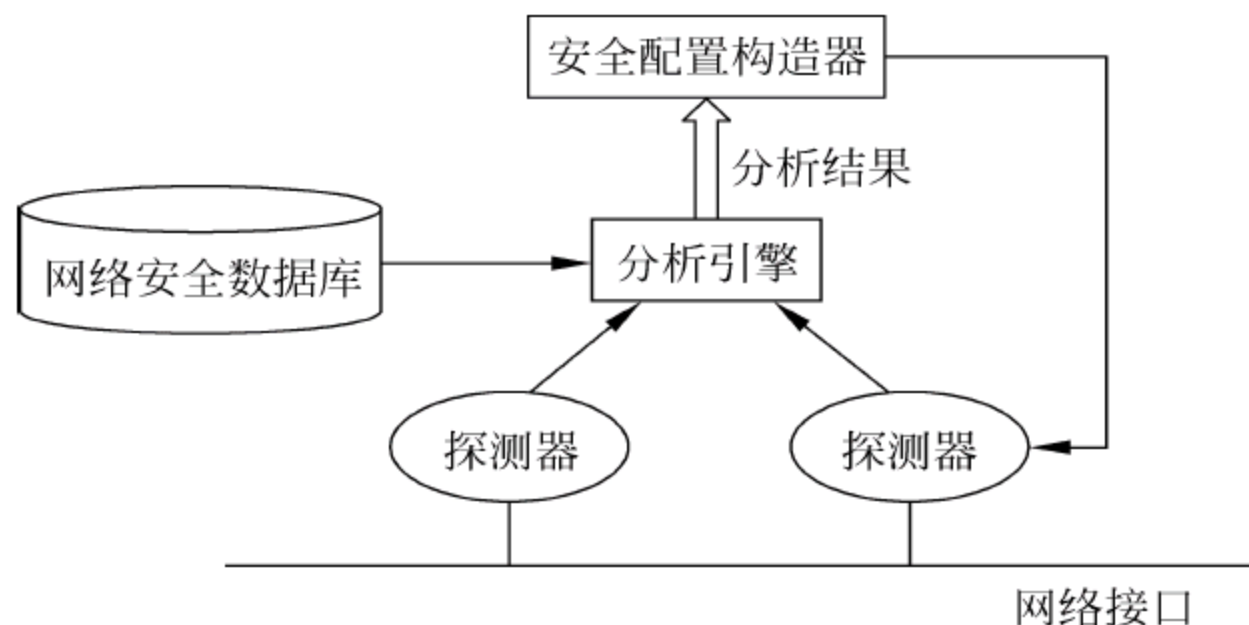 安全配置构造器
分析结果
网络安全数据库
分析引擎
探测器
探测器
网络接口